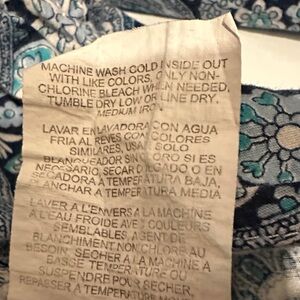 MACHINE WASH COLD INSIDE OUT
WITH LIKE COLORS, ONLY NON-
CHLORINE BLEACH WHEN NEEDED,
TUMBLE DRY LOW OR LINE DRY.
MEDIUM IRON
LAVAR EN LAVADORA CON AGUA
FRIA AL REVES CON COLORES
SIMILARES, USAR SOLO
BLANQUEADOR SIN CLORO SI ES
NECESARIO, SECAR COLGADO O EN
SECADORA A TEMPERATURA BAJA,
PLANCHAR A TEMPERATURA MEDIA
LAVER A L'ENVERS A LA MACHINE
A L'EAU FROIDE AVEC COULEURS
SEMBLABLES, AGENT DE
BLANCHIMENT NON CHLORE AU
BESOIN, SECHER A LA MACHINE A
BASSE TEMPERATURE OU
SUSPENDRE POUR SECHER,
REPASSER A TEMPERATURE